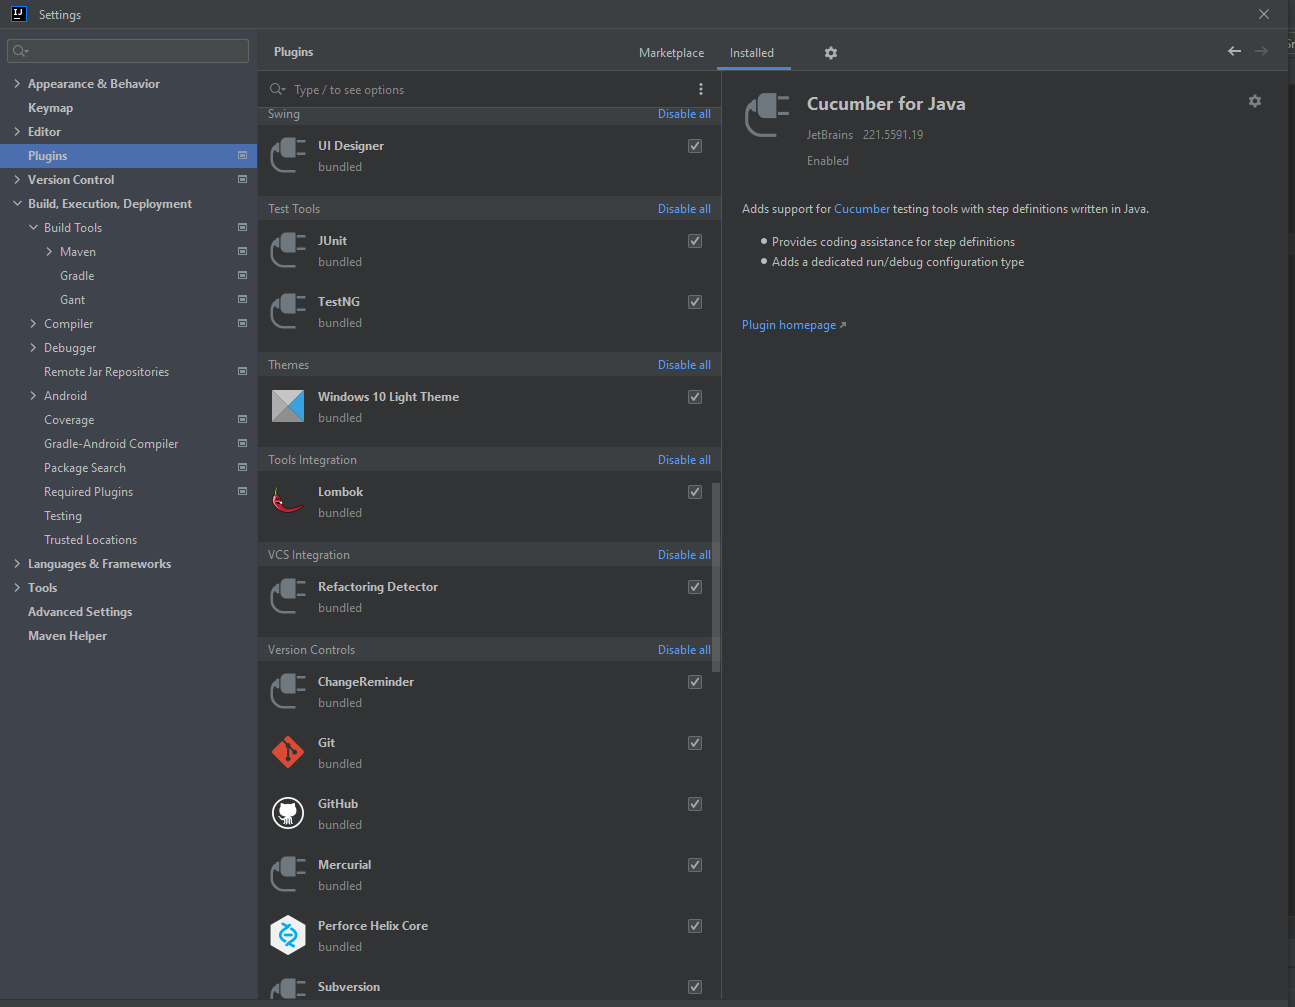 IJ
Settings
Appearance & Behavior
Keymap
Editor
Plugins
Version Control
Build, Execution, Deployment
Build Tools
Maven
Gradle
Gant
Compiler
Debugger
Remote Jar Repositories
Android
Coverage
Gradle-Android Compiler
Package Search
Required Plugins
Testing
Trusted Locations
Languages & Frameworks
Tools
Advanced Settings
Maven Helper
Plugins
Marketplace
Installed
Type / to see options
Swing Disable all
UI Designer
bundled
Test Tools Disable all
JUnit
bundled
TestNG
bundled
Themes Disable all
Windows 10 Light Theme
bundled
Tools Integration Disable all
Lombok
bundled
VCS Integration Disable all
Refactoring Detector
bundled
Version Controls Disable all
ChangeReminder
bundled
Git
bundled
GitHub
bundled
Mercurial
bundled
Perforce Helix Core
bundled
Subversion
Cucumber for Java
JetBrains 221.5591.19
Enabled
Adds support for Cucumber testing tools with step definitions written in Java.
Provides coding assistance for step definitions
Adds a dedicated run/debug configuration type
Plugin homepage